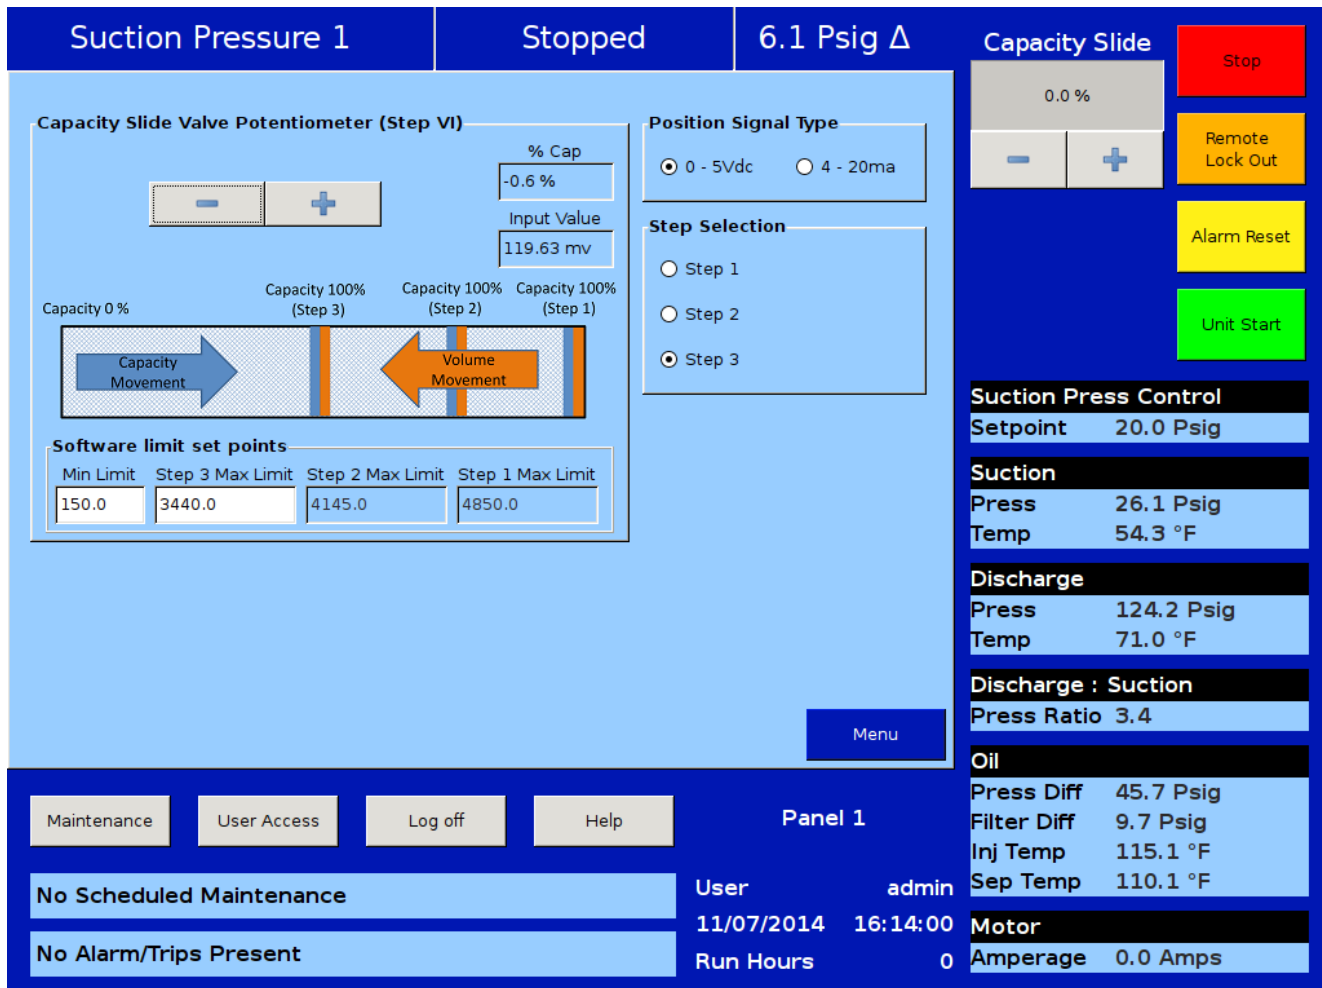 Suction Pressure 1
Stopped
6.1 Psig Δ
Capacity Slide
0.0 %
Stop
Remote
Lock Out
Alarm Reset
Unit Start
Capacity Slide Valve Potentiometer (Step VI)
% Cap
-0.6 %
Input Value
119.63 mv
Capacity 0 %
Capacity 100%
(Step 3)
Capacity 100%
(Step 2)
Capacity 100%
(Step 1)
Capacity
Movement
Volume
Movement
Software limit set points
Min Limit Step 3 Max Limit Step 2 Max Limit Step 1 Max Limit
150.0 3440.0 4145.0 4850.0
Position Signal Type
0 - 5Vdc 4 - 20ma
Step Selection
Step 1
Step 2
Step 3
Menu
Suction Press Control
Setpoint 20.0 Psig
Suction
Press 26.1 Psig
Temp 54.3 °F
Discharge
Press 124.2 Psig
Temp 71.0 °F
Discharge : Suction
Press Ratio 3.4
Oil
Press Diff 45.7 Psig
Filter Diff 9.7 Psig
Inj Temp 115.1 °F
Sep Temp 110.1 °F
Motor
Amperage 0.0 Amps
Maintenance
User Access
Log off
Help
Panel 1
No Scheduled Maintenance
No Alarm/Trips Present
User admin
11/07/2014 16:14:00
Run Hours 0